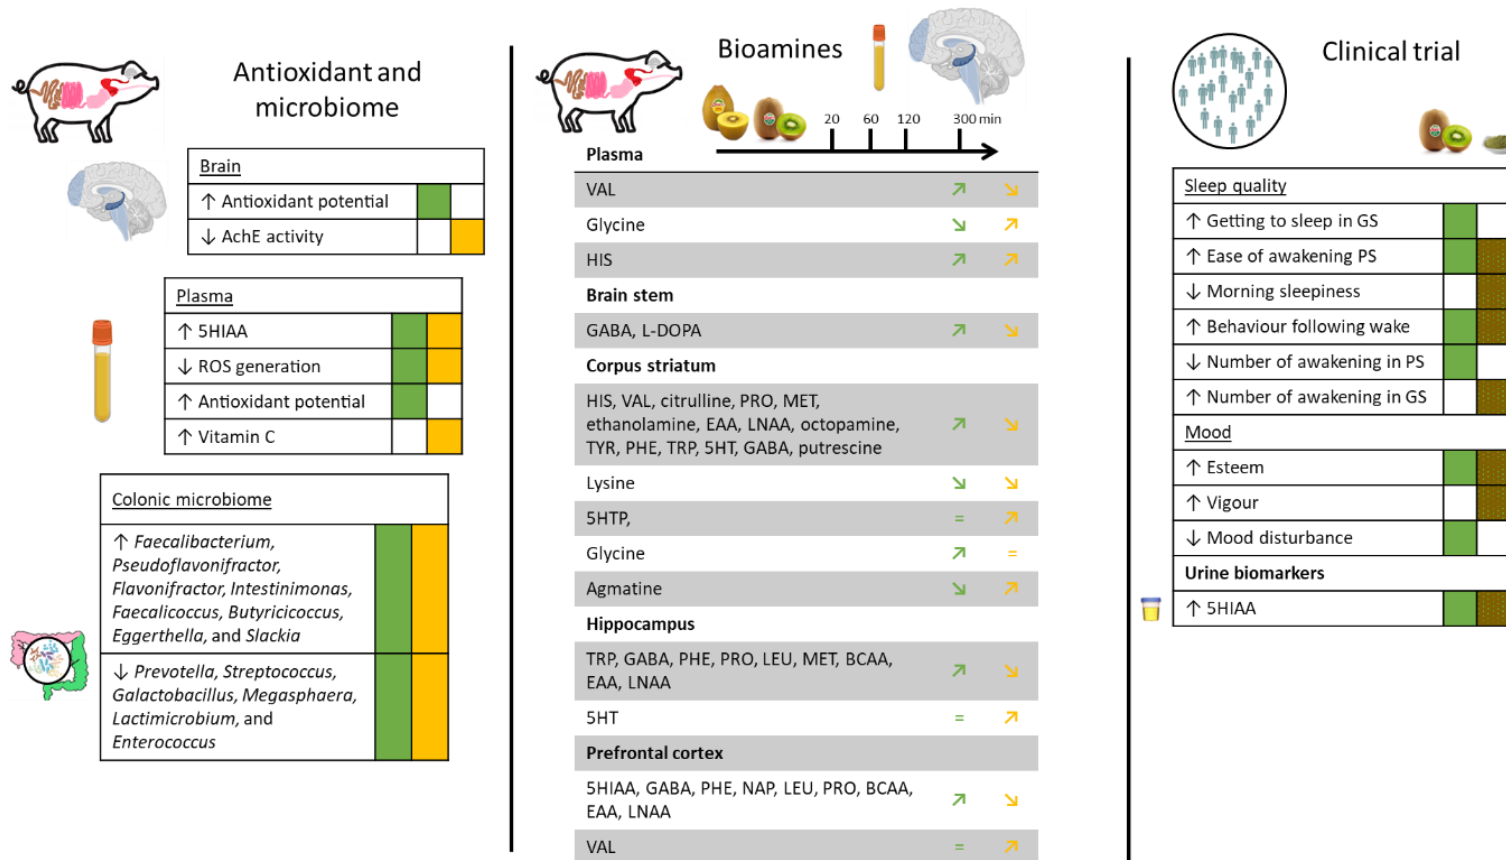 Antioxidant and
microbiome
Brain
↑ Antioxidant potential
↓ AchE activity
Plasma
↑ 5HIAA
↓ ROS generation
↑ Antioxidant potential
↑ Vitamin C
Colonic microbiome
↑ Faecalibacterium,
Pseudoflavonifractor,
Flavonifractor, Intestinimonas,
Faecalicoccus, Butyricicoccus,
Eggerthella, and Slackia
↓ Prevotella, Streptococcus,
Galactobacillus, Megasphaera,
Lactimicrobium, and
Enterococcus
Bioamines
20 60 120 300 min
Plasma
VAL ↗ ↘
Glycine ↘ ↗
HIS ↗ ↗
Brain stem
GABA, L-DOPA ↗ ↘
Corpus striatum
HIS, VAL, citrulline, PRO, MET,
ethanolamine, EAA, LNAA, octopamine, ↗ ↘
TYR, PHE, TRP, 5HT, GABA, putrescine
Lysine ↘ ↘
5HTP, = ↗
Glycine ↗ =
Agmatine ↘ ↗
Hippocampus
TRP, GABA, PHE, PRO, LEU, MET, BCAA, ↗ ↘
EAA, LNAA
5HT = ↗
Prefrontal cortex
5HIAA, GABA, PHE, NAP, LEU, PRO, BCAA, ↗ ↘
EAA, LNAA
VAL = ↗
Clinical trial
Sleep quality
↑ Getting to sleep in GS
↑ Ease of awakening PS
↓ Morning sleepiness
↑ Behaviour following wake
↓ Number of awakening in PS
↑ Number of awakening in GS
Mood
↑ Esteem
↑ Vigour
↓ Mood disturbance
Urine biomarkers
↑ 5HIAA